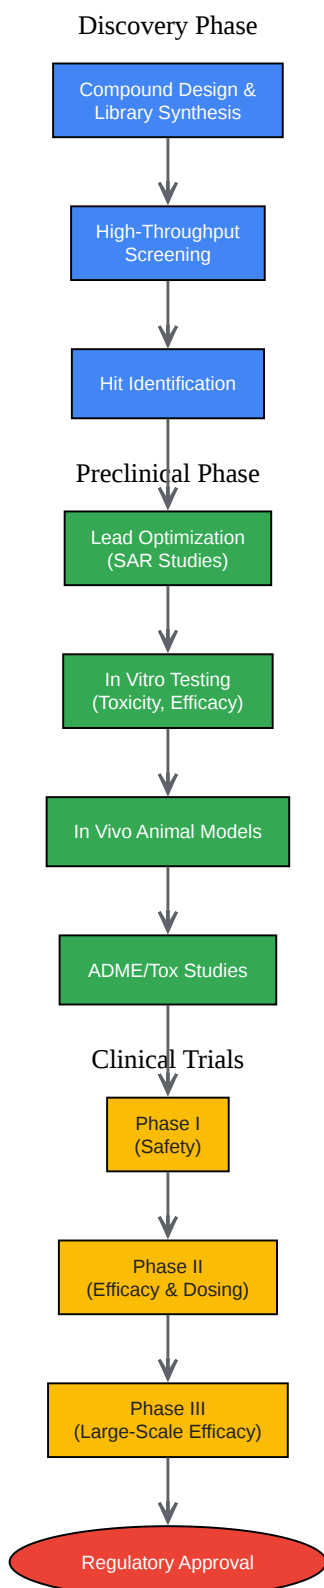 Discovery Phase
Compound Design &
Library Synthesis
High-Throughput
Screening
Hit Identification
Preclinical Phase
Lead Optimization
(SAR Studies)
In Vitro Testing
(Toxicity, Efficacy)
In Vivo Animal Models
ADME/Tox Studies
Clinical Trials
Phase I
(Safety)
Phase II
(Efficacy & Dosing)
Phase III
(Large-Scale Efficacy)
Regulatory Approval